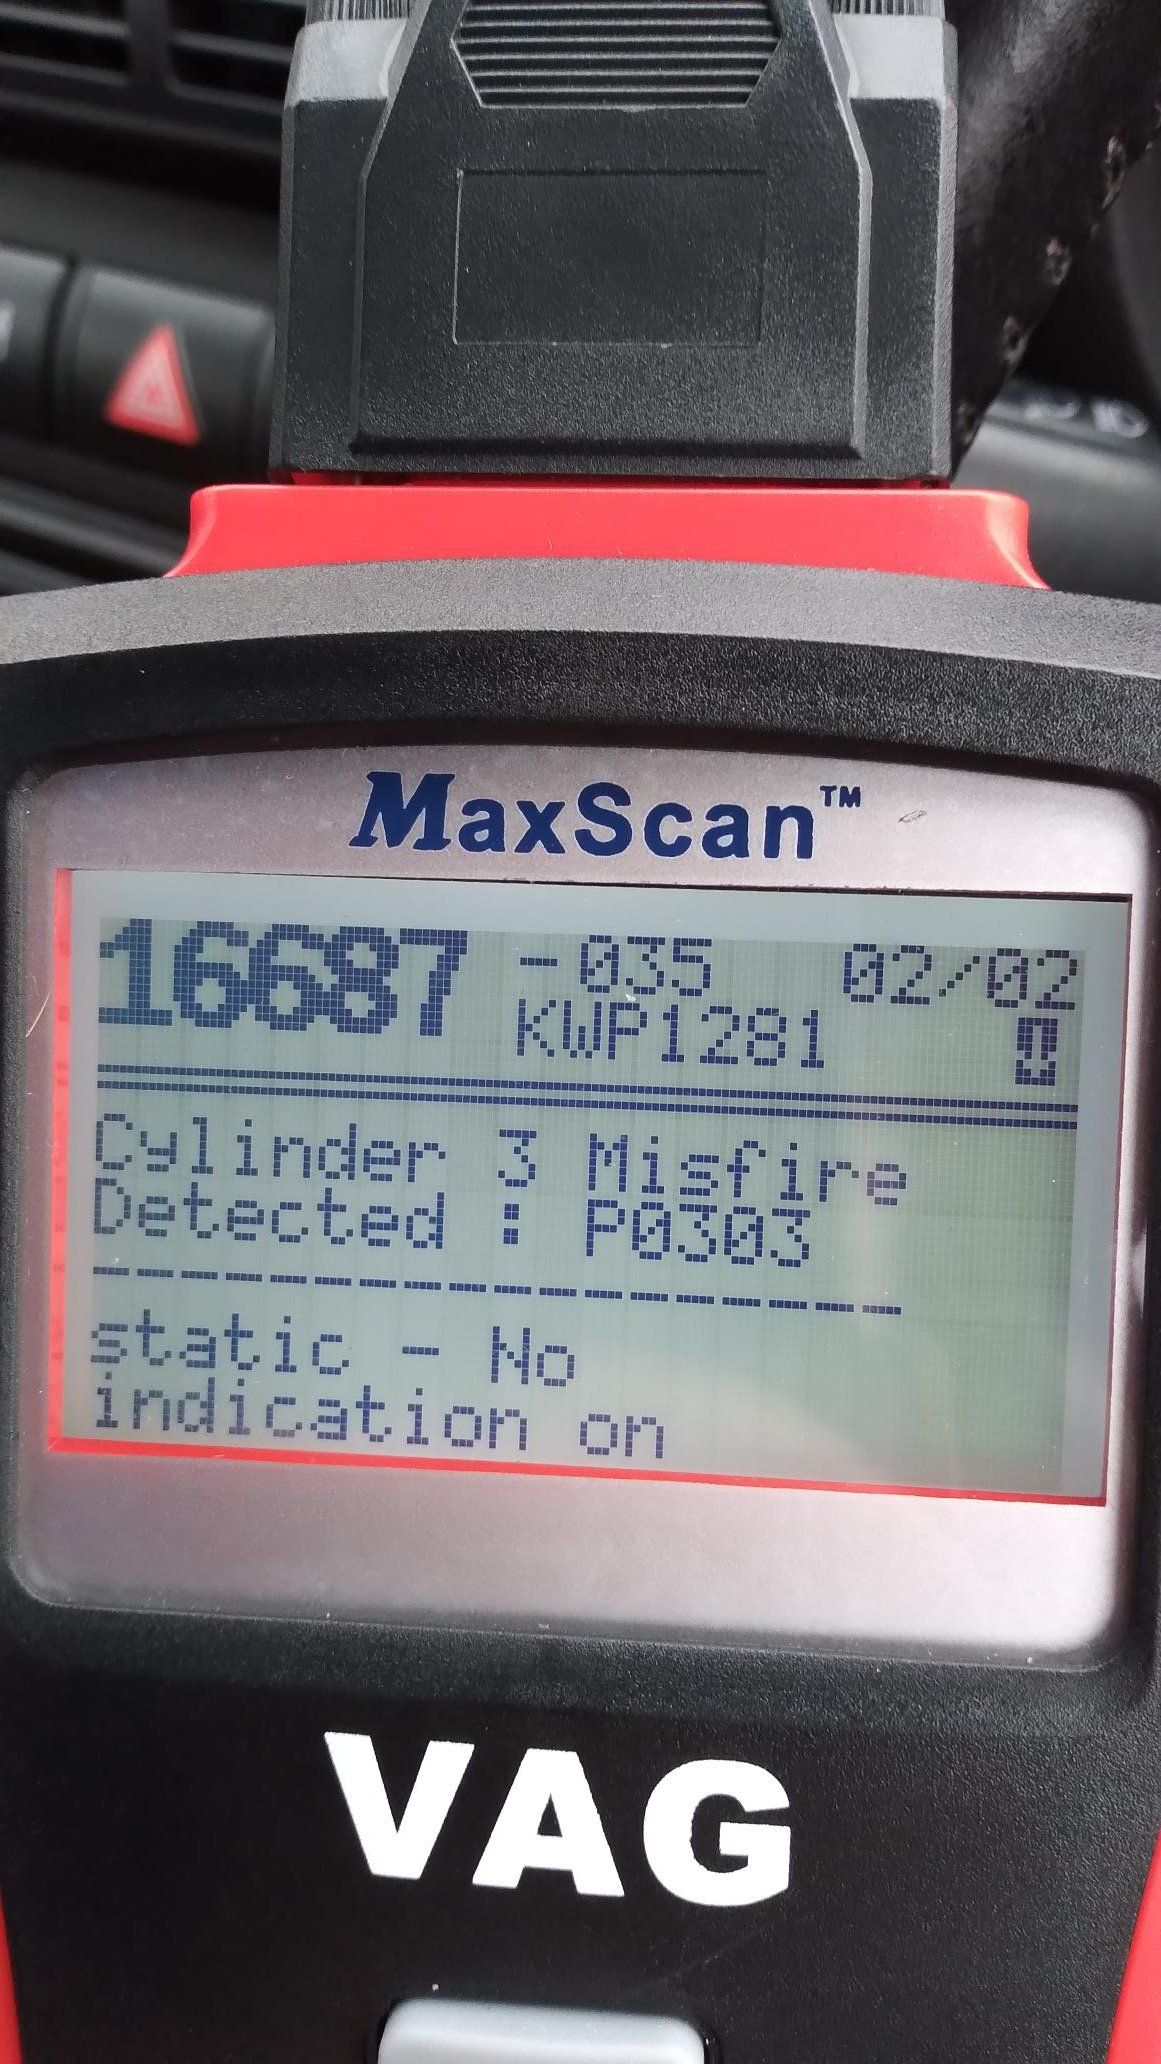 MaxScan™
16687 -035 02/02
KWP1281
Cylinder 3 Misfire
Detected : P0303
--------------------
static - No
indication on
VAG